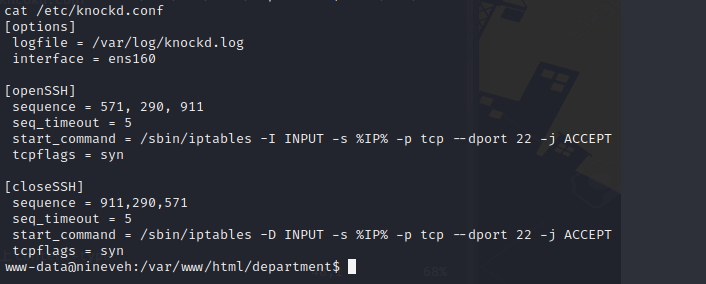 cat /etc/knockd.conf
[options]
 logfile = /var/log/knockd.log
 interface = ens160

[openSSH]
 sequence = 571, 290, 911
 seq_timeout = 5
 start_command = /sbin/iptables -I INPUT -s %IP% -p tcp --dport 22 -j ACCEPT
 tcpflags = syn

[closeSSH]
 sequence = 911,290,571
 seq_timeout = 5
 start_command = /sbin/iptables -D INPUT -s %IP% -p tcp --dport 22 -j ACCEPT
 tcpflags = syn
www-data@nineveh:/var/www/html/department$
66%